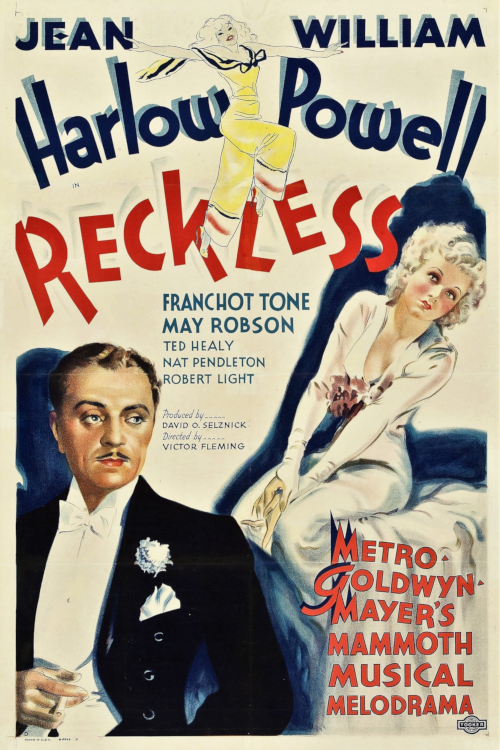 JEAN WILLIAM
Harlow Powell
IN
RECKLESS
FRANCHOT TONE
MAY ROBSON
TED HEALY
NAT PENDLETON
ROBERT LIGHT
Produced by
DAVID O. SELZNICK
Directed by
VICTOR FLEMING
METRO-
GOLDWYN-
MAYER'S
MAMMOTH
MUSICAL
MELODRAMA
TOOKER